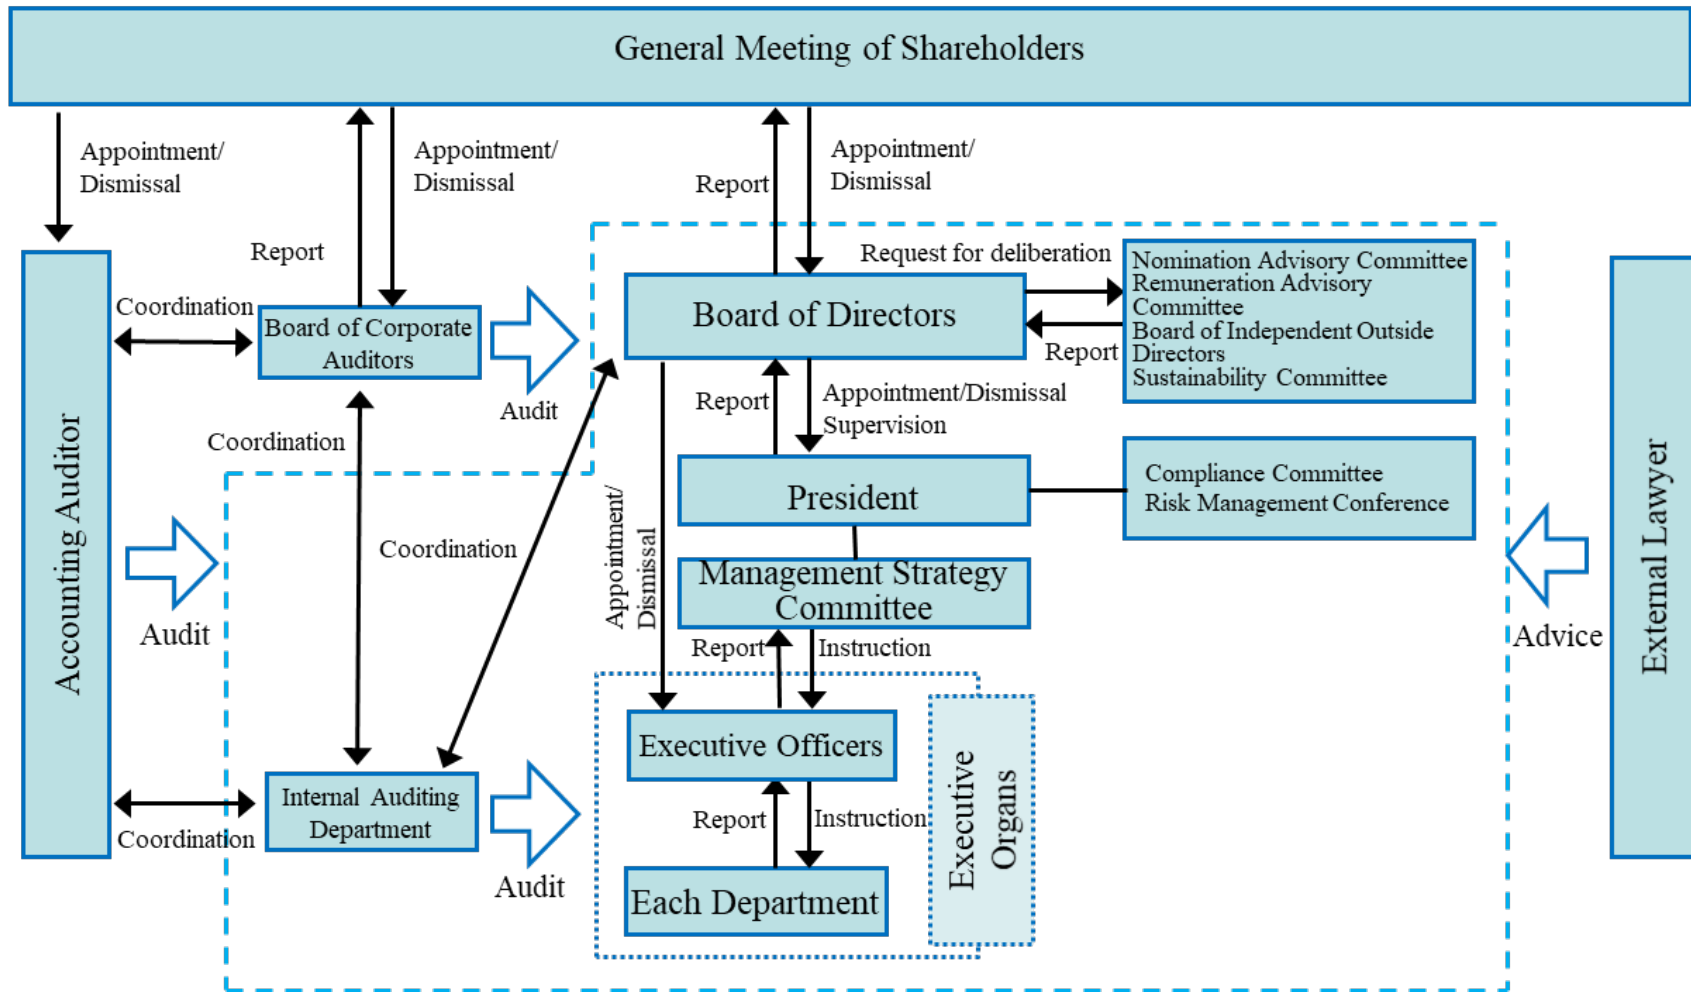 General Meeting of Shareholders
Appointment/
Dismissal
Report
Appointment/
Dismissal
Report
Appointment/
Dismissal
Accounting Auditor
Coordination
Board of Corporate
Auditors
Audit
Board of Directors
Request for deliberation
Report
Nomination Advisory Committee
Remuneration Advisory
Committee
Board of Independent Outside
Directors
Sustainability Committee
External Lawyer
Coordination
Coordination
Appointment/
Dismissal
Report
Appointment/Dismissal
Supervision
President
Compliance Committee
Risk Management Conference
Management Strategy
Committee
Audit
Advice
Report
Instruction
Executive Officers
Executive
Organs
Internal Auditing
Department
Coordination
Audit
Report
Instruction
Each Department